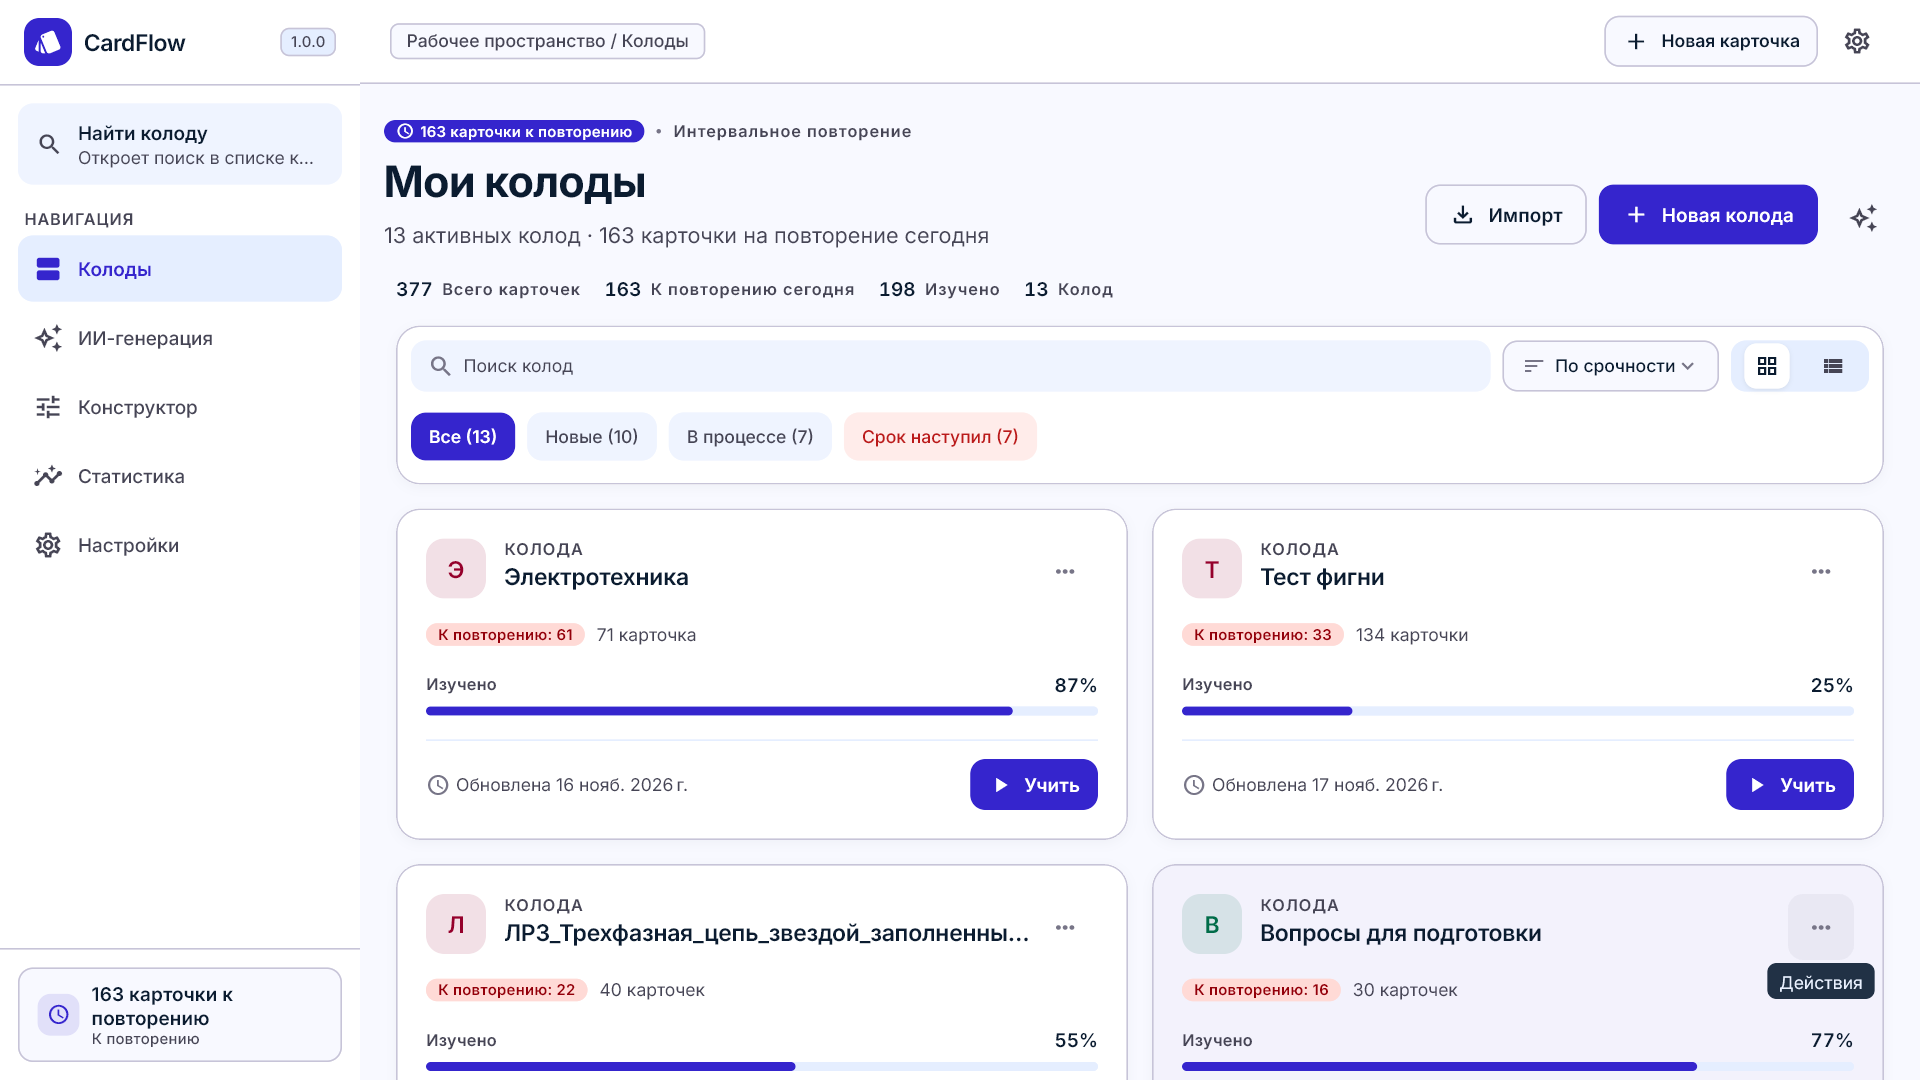 CardFlow
1.0.0
Найти колоду
Откроет поиск в списке к...
НАВИГАЦИЯ
Колоды
ИИ-генерация
Конструктор
Статистика
Настройки
163 карточки к
повторению
К повторению
Рабочее пространство / Колоды
Новая карточка
163 карточки к повторению • Интервальное повторение
Мои колоды
13 активных колод · 163 карточки на повторение сегодня
Импорт
Новая колода
377 Всего карточек 163 К повторению сегодня 198 Изучено 13 Колод
Поиск колод
По срочности
Все (13) Новые (10) В процессе (7) Срок наступил (7)
Э
КОЛОДА
Электротехника
К повторению: 61 71 карточка
Изучено 87%
Обновлена 16 нояб. 2026 г.
Учить
Т
КОЛОДА
Тест фигни
К повторению: 33 134 карточки
Изучено 25%
Обновлена 17 нояб. 2026 г.
Учить
Л
КОЛОДА
ЛР3_Трехфазная_цепь_звездой_заполненны...
К повторению: 22 40 карточек
Изучено 55%
В
КОЛОДА
Вопросы для подготовки
Действия
К повторению: 16 30 карточек
Изучено 77%